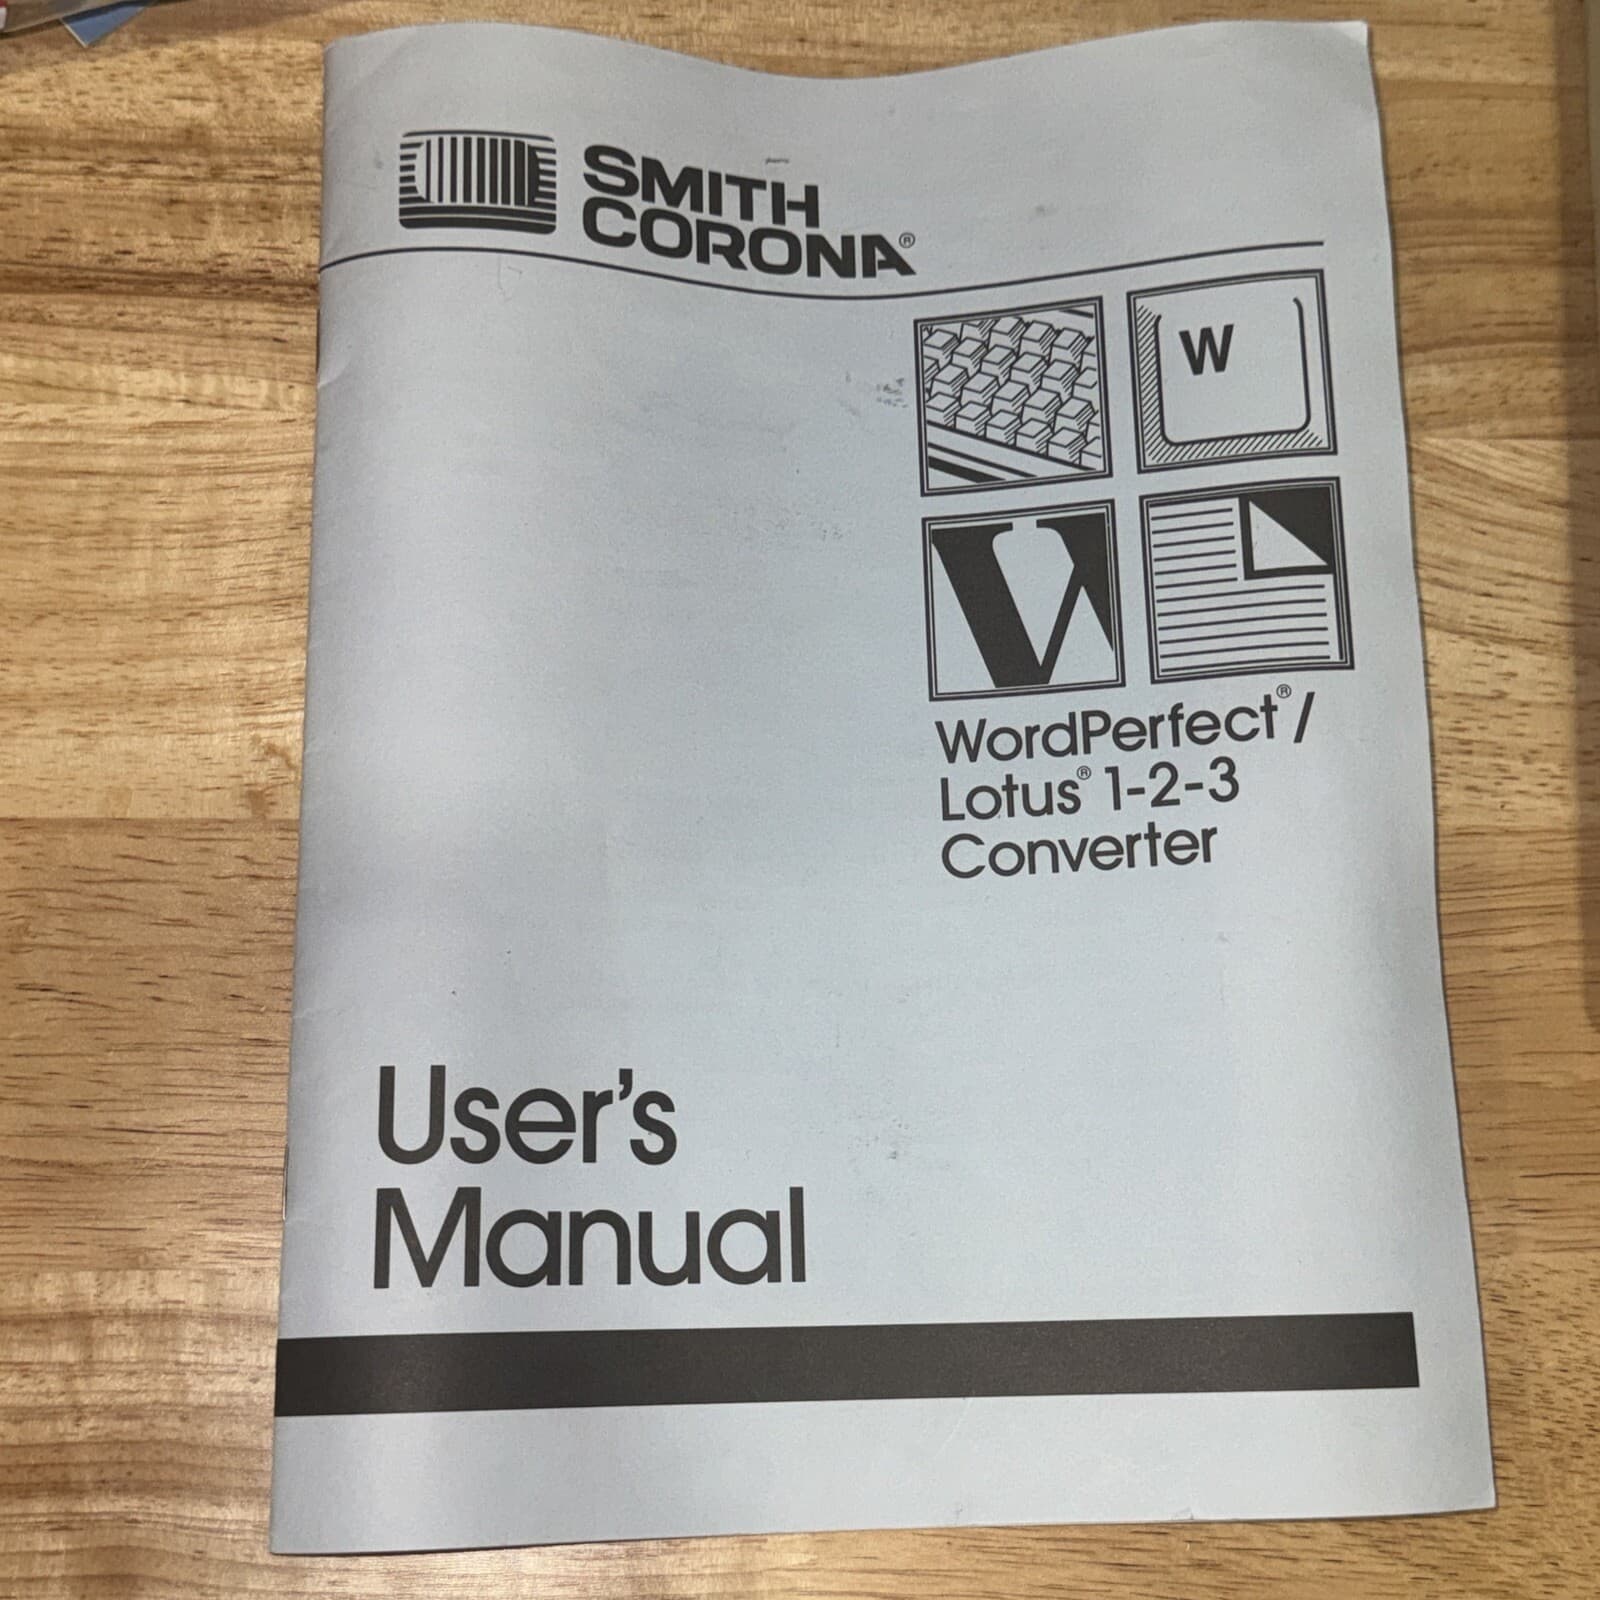 SMITH
CORONA®
W
WordPerfect®/
Lotus® 1-2-3
Converter
User's
Manual